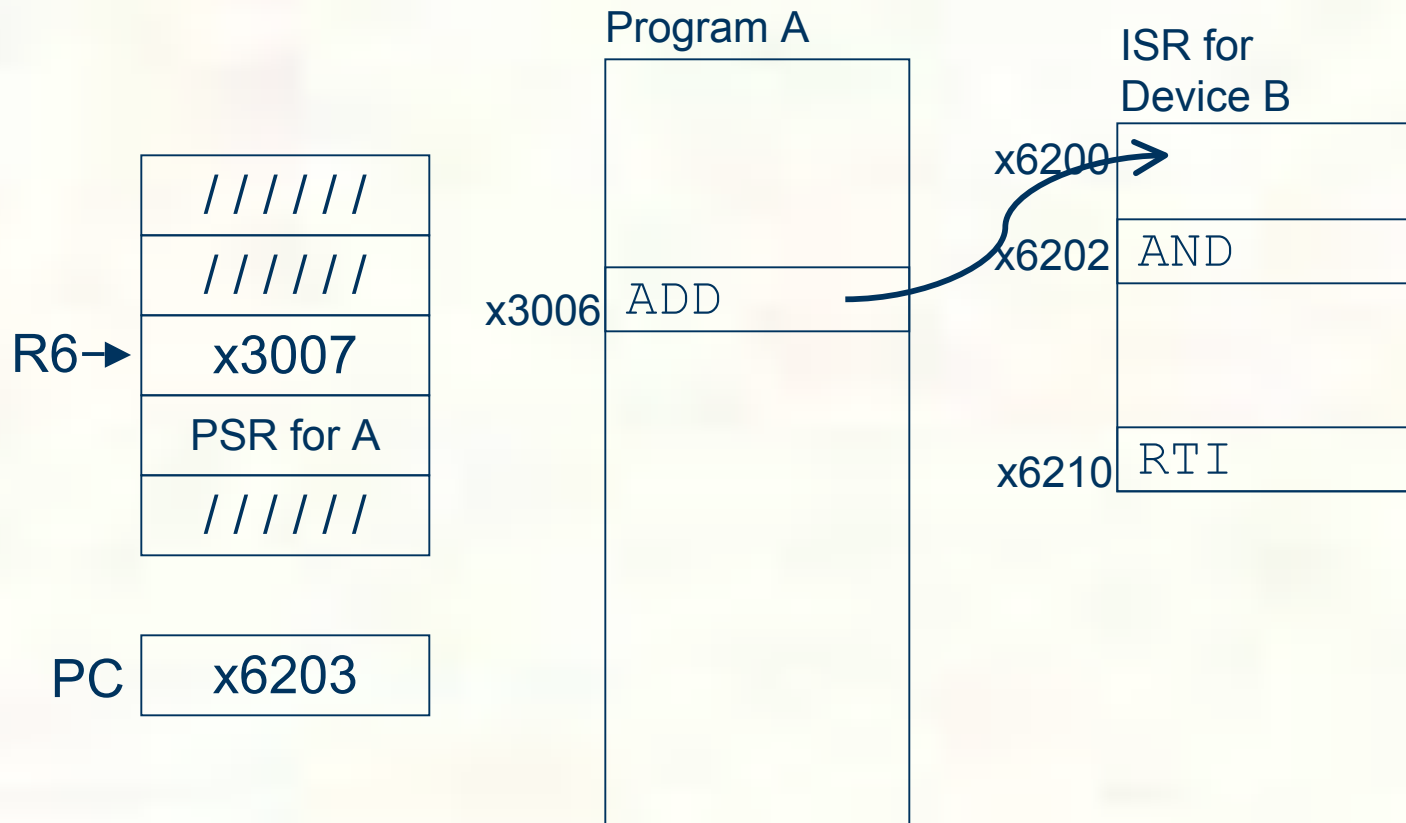 Program A
ISR for
Device B
//////
//////
R6
x3007
PSR for A
//////
PC
x6203
x3006
ADD
x6200
x6202
AND
x6210
RTI